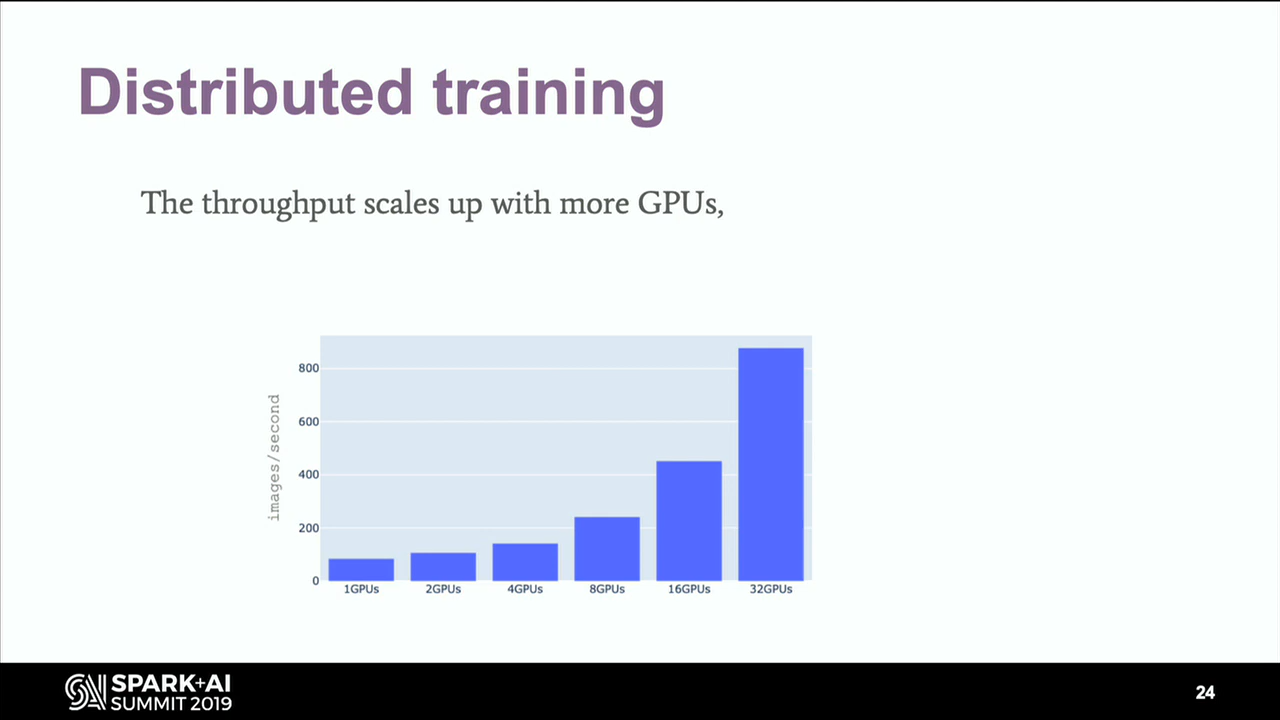 Distributed training
The throughput scales up with more GPUs,
800
600
400
200
0
images/second
1GPUs
2GPUs
4GPUs
8GPUs
16GPUs
32GPUs
SPARK+AI
SUMMIT 2019
24